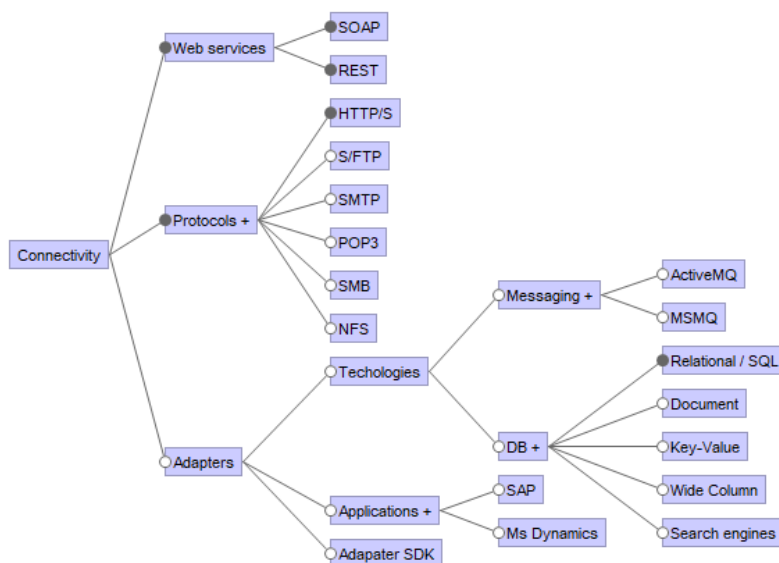 SOAP
Web services
REST
HTTP/S
S/FTP
SMTP
Protocols +
POP3
Connectivity
SMB
NFS
Messaging +
ActiveMQ
MSMQ
Techologies
Relational / SQL
Document
DB +
Key-Value
Adapters
Wide Column
SAP
Applications +
Ms Dynamics
Search engines
Adapater SDK